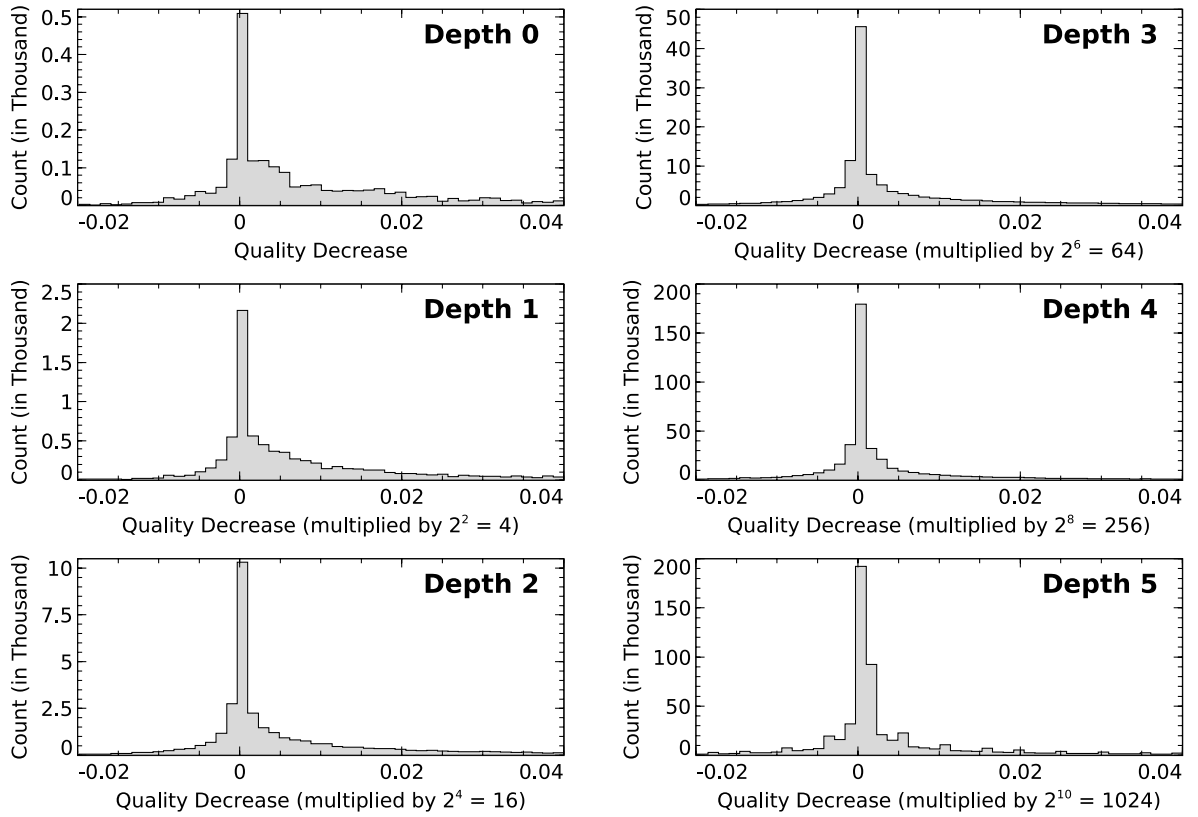 Depth 0
Count (in Thousand)
0.5
0.4
0.3
0.2
0.1
0
-0.02 0 0.02 0.04
Quality Decrease
Depth 3
Count (in Thousand)
50
40
30
20
10
0
-0.02 0 0.02 0.04
Quality Decrease (multiplied by 2⁶ = 64)
Depth 1
Count (in Thousand)
2.5
2
1.5
1
0.5
0
-0.02 0 0.02 0.04
Quality Decrease (multiplied by 2² = 4)
Depth 4
Count (in Thousand)
200
150
100
50
0
-0.02 0 0.02 0.04
Quality Decrease (multiplied by 2⁸ = 256)
Depth 2
Count (in Thousand)
10
7.5
5
2.5
0
-0.02 0 0.02 0.04
Quality Decrease (multiplied by 2⁴ = 16)
Depth 5
Count (in Thousand)
200
150
100
50
0
-0.02 0 0.02 0.04
Quality Decrease (multiplied by 2¹⁰ = 1024)